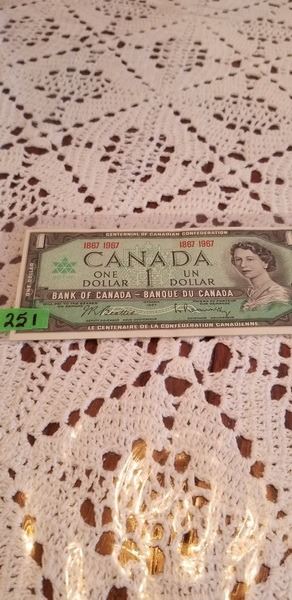 CENTENNIAL OF CANADIAN CONFEDERATION
1
1867 1967 1867 1967
CANADA
ONE 1 UN
DOLLAR DOLLAR
BANK OF CANADA - BANQUE DU CANADA
251
LE CENTENAIRE DE LA CONFÉDÉRATION CANADIENNE